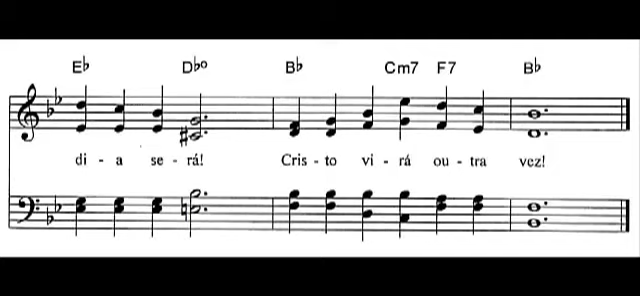 E♭ D♭o B♭ Cm7 F7 B♭
di - a se - rá! Cris - to vi - rá ou - tra vez!